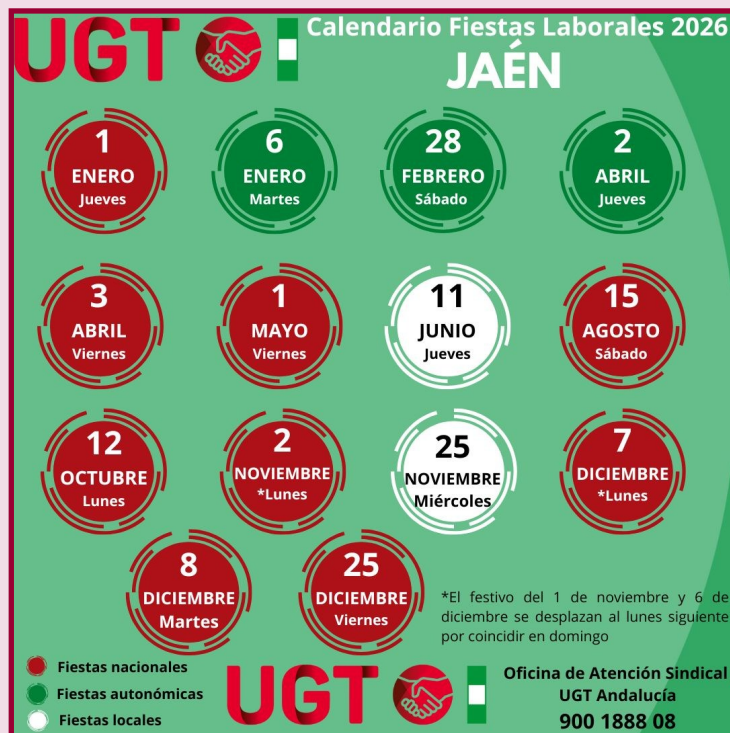 UGT
Calendario Fiestas Laborales 2026
JAÉN
1
ENERO
Jueves
6
ENERO
Martes
28
FEBRERO
Sábado
2
ABRIL
Jueves
3
ABRIL
Viernes
1
MAYO
Viernes
11
JUNIO
Jueves
15
AGOSTO
Sábado
12
OCTUBRE
Lunes
2
NOVIEMBRE
*Lunes
25
NOVIEMBRE
Miércoles
7
DICIEMBRE
*Lunes
8
DICIEMBRE
Martes
25
DICIEMBRE
Viernes
*El festivo del 1 de noviembre y 6 de
diciembre se desplazan al lunes siguiente
por coincidir en domingo
Fiestas nacionales
Fiestas autonómicas
Fiestas locales
UGT
Oficina de Atención Sindical
UGT Andalucía
900 1888 08